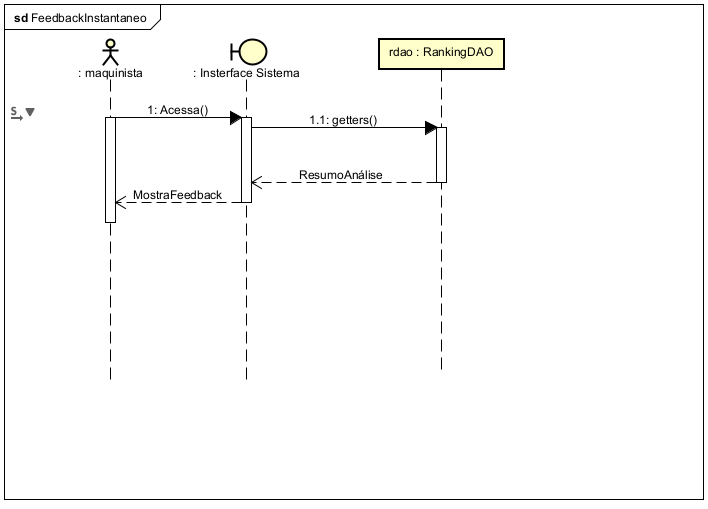 sd FeedbackInstantaneo
: maquinista
: Insterface Sistema
rdao : RankingDAO
S
1: Acessa()
1.1: getters()
ResumoAnálise
MostraFeedback